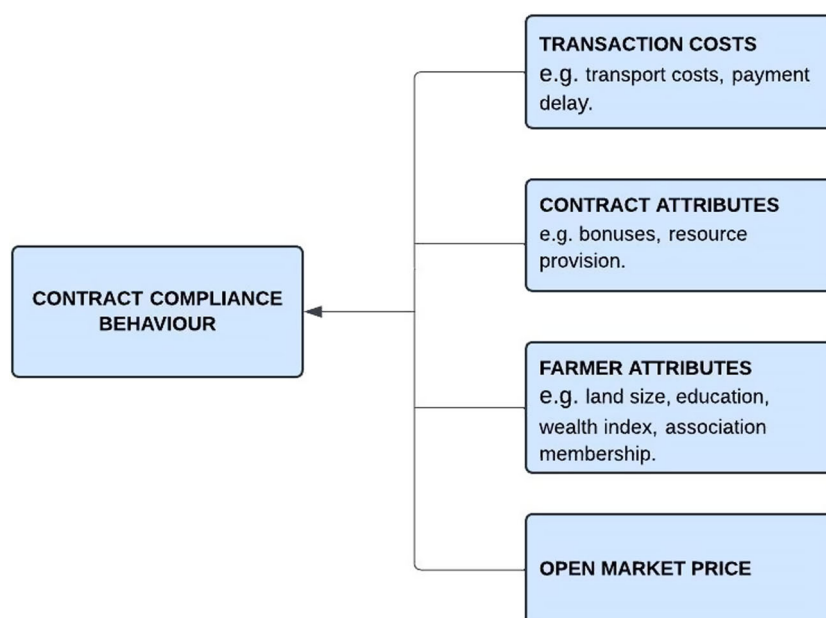 TRANSACTION COSTS
e.g. transport costs, payment
delay.
CONTRACT ATTRIBUTES
e.g. bonuses, resource
provision.
CONTRACT COMPLIANCE
BEHAVIOUR
FARMER ATTRIBUTES
e.g. land size, education,
wealth index, association
membership.
OPEN MARKET PRICE